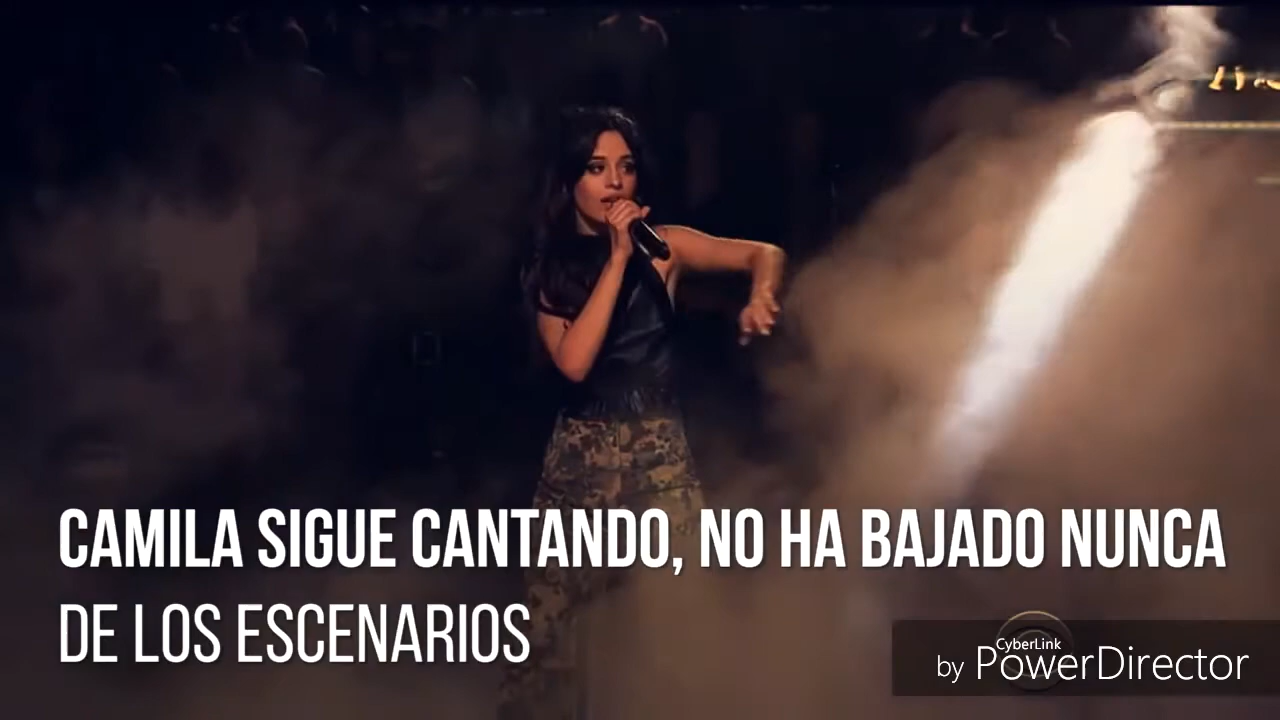 CAMILA SIGUE CANTANDO, NO HA BAJADO NUNCA
DE LOS ESCENARIOS
CyberLink
by PowerDirector